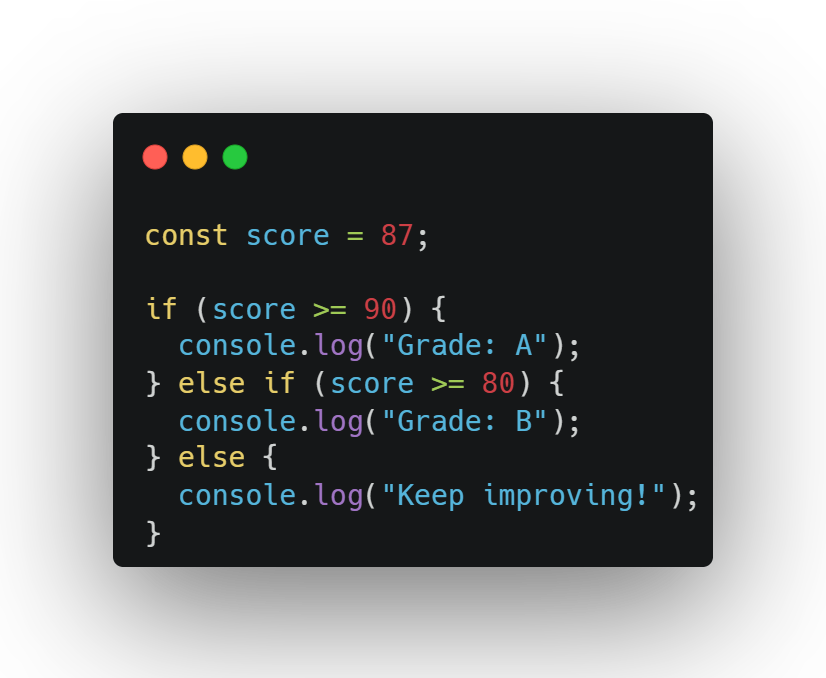 const score = 87;

if (score >= 90) {
  console.log("Grade: A");
} else if (score >= 80) {
  console.log("Grade: B");
} else {
  console.log("Keep improving!");
}